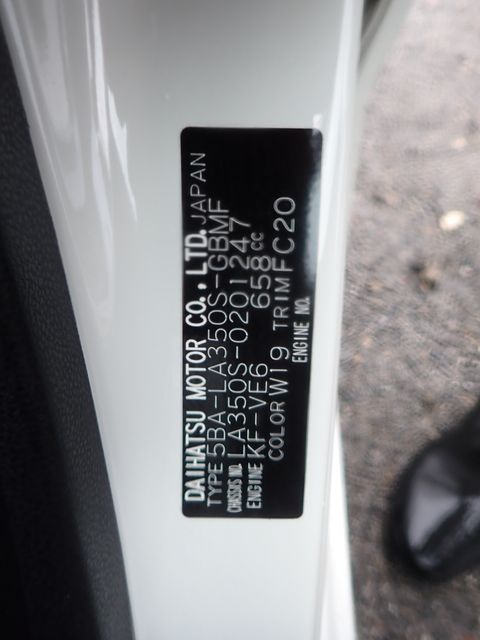 DAIHATSU MOTOR CO., LTD. JAPAN
TYPE 5BA-LA350S-GBMF
CHASSIS NO. LA350S-0201247
ENGINE KF-VE6 658cc
COLOR W19 TRIM FC20
ENGINE NO.